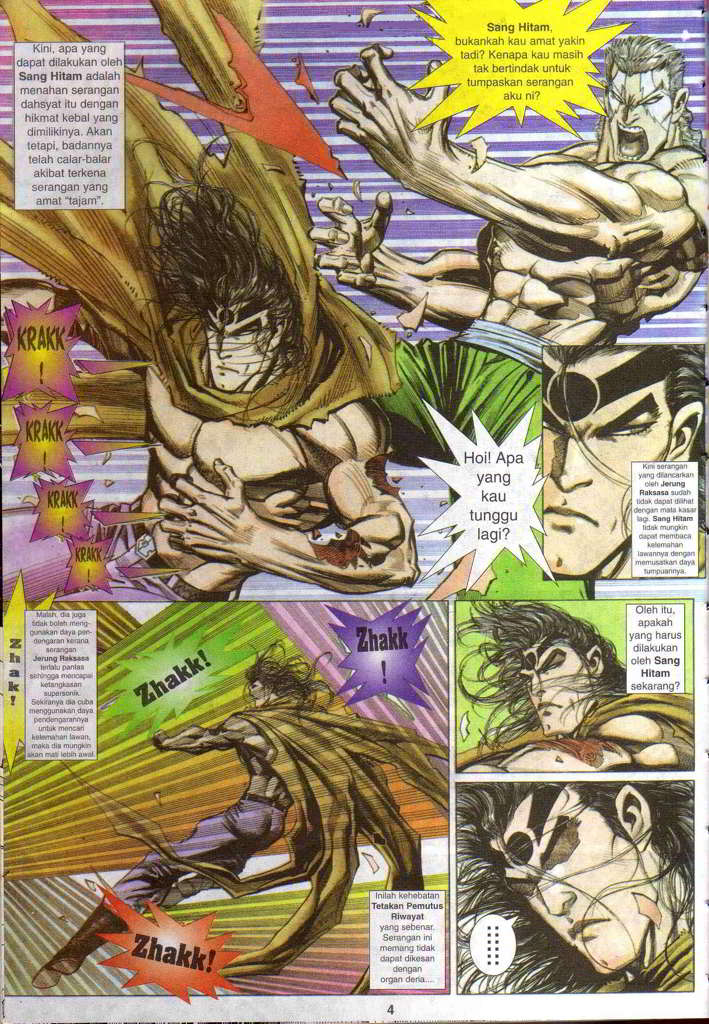 Kini, apa yang
dapat dilakukan oleh
Sang Hitam adalah
menahan serangan
dahsyat itu dengan
hikmat kebal yang
dimilikinya. Akan
tetapi, badannya
telah calar-balar
akibat terkena
serangan yang
amat "tajam".
Sang Hitam,
bukankah kau amat yakin
tadi? Kenapa kau masih
tak bertindak untuk
tumpaskan serangan
aku ni?
KRAKK
!
KRAKK
!
KRAKK
!
KRAKK
!
Hoi! Apa
yang
kau
tunggu
lagi?
Kini serangan
yang dilancarkan
oleh Jerung
Raksasa sudah
tidak dapat dilihat
dengan mata kasar
lagi. Sang Hitam
tidak mungkin
dapat membaca
kelemahan
lawannya dengan
memusatkan daya
tumpuannya.
Zhak!
Malah, dia juga
tidak boleh meng-
gunakan daya pen-
dengaran kerana
serangan
Jerung Raksasa
terlalu pantas
sehingga mencapai
ketangkasan
supersonik.
Sekiranya dia cuba
menggunakan daya
pendengarannya
untuk mencari
kelemahan lawan,
maka dia mungkin
akan mati lebih awal.
Zhakk!
Zhakk
!
Zhakk!
Inilah kehebatan
Tetakan Pemutus
Riwayat
yang sebenar.
Serangan ini
memang tidak
dapat dikesan
dengan
organ deria....
Oleh itu,
apakah
yang harus
dilakukan
oleh Sang
Hitam
sekarang?
4